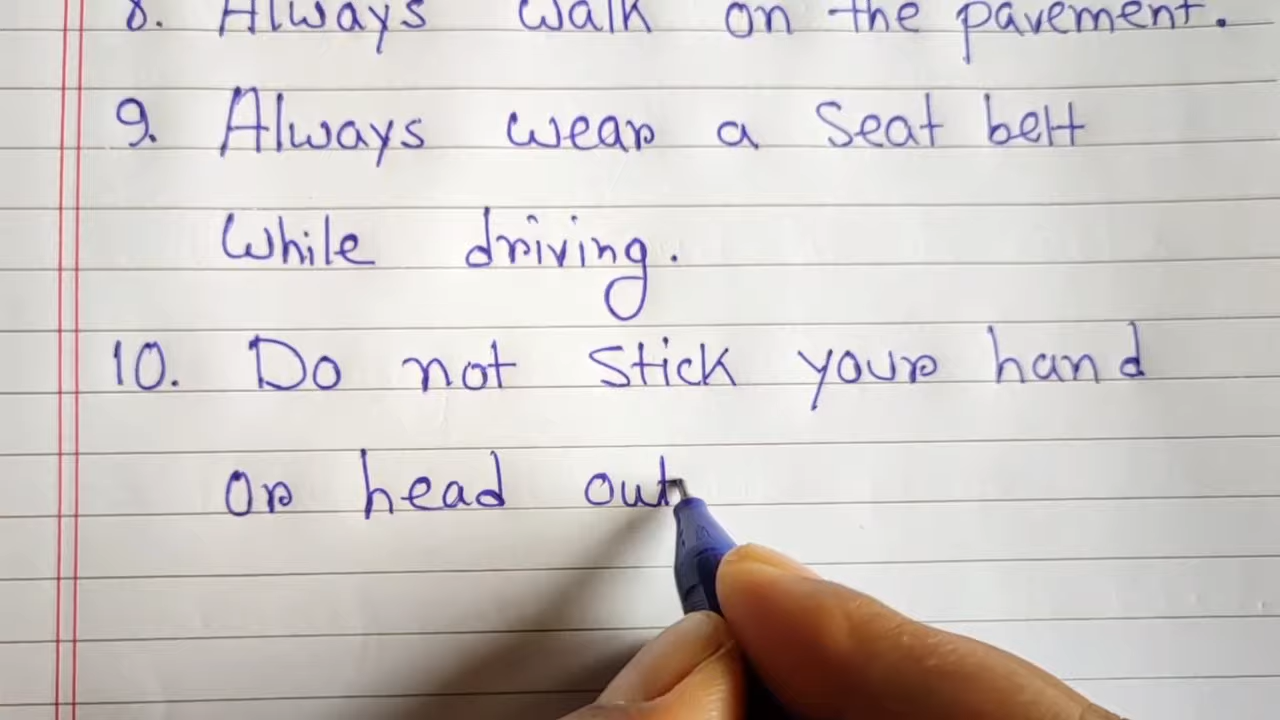 8. Always walk on the pavement.
9. Always wear a seat belt
while driving.
10. Do not stick your hand
or head out